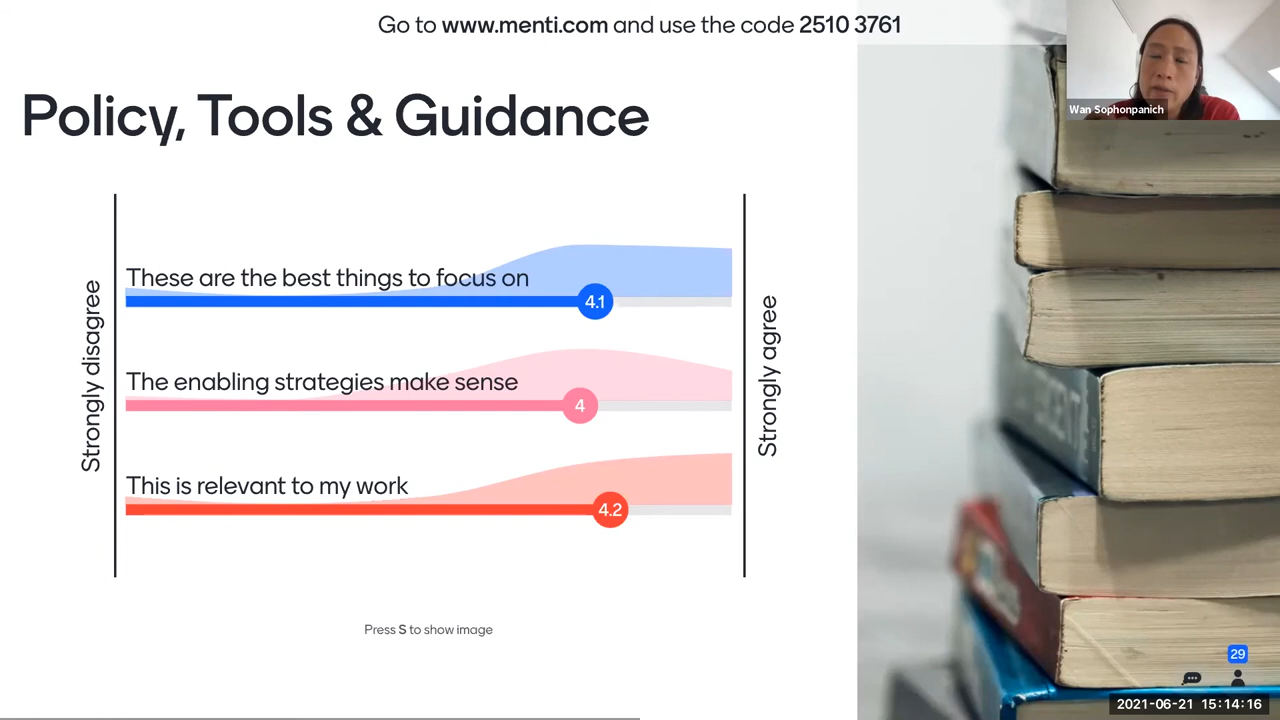 Go to www.menti.com and use the code 2510 3761
Wan Sophonpanich
Policy, Tools & Guidance
Strongly disagree
These are the best things to focus on
4.1
The enabling strategies make sense
4
This is relevant to my work
4.2
Strongly agree
Press S to show image
29
2021-06-21 15:14:16